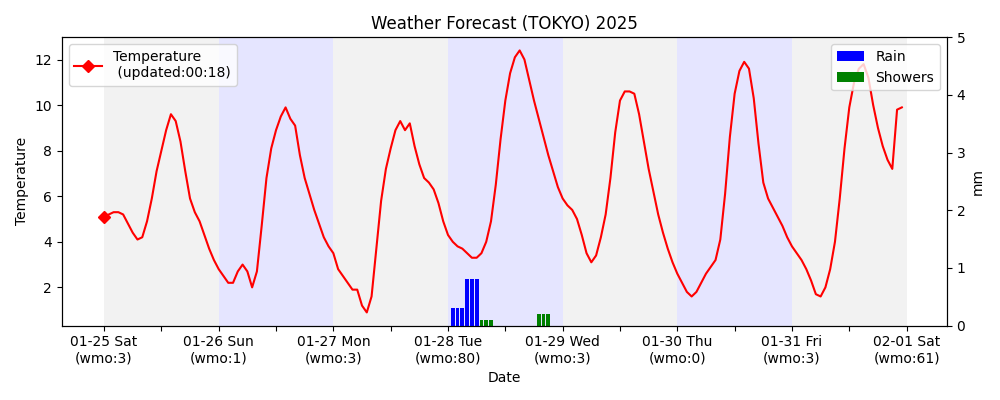 Weather Forecast (TOKYO) 2025
Temperature
(updated:00:18)
Rain
Showers
12
10
8
6
4
2
Temperature
5
4
3
2
1
0
mm
01-25 Sat
(wmo:3)
01-26 Sun
(wmo:1)
01-27 Mon
(wmo:3)
01-28 Tue
(wmo:80)
01-29 Wed
(wmo:3)
01-30 Thu
(wmo:0)
01-31 Fri
(wmo:3)
02-01 Sat
(wmo:61)
Date